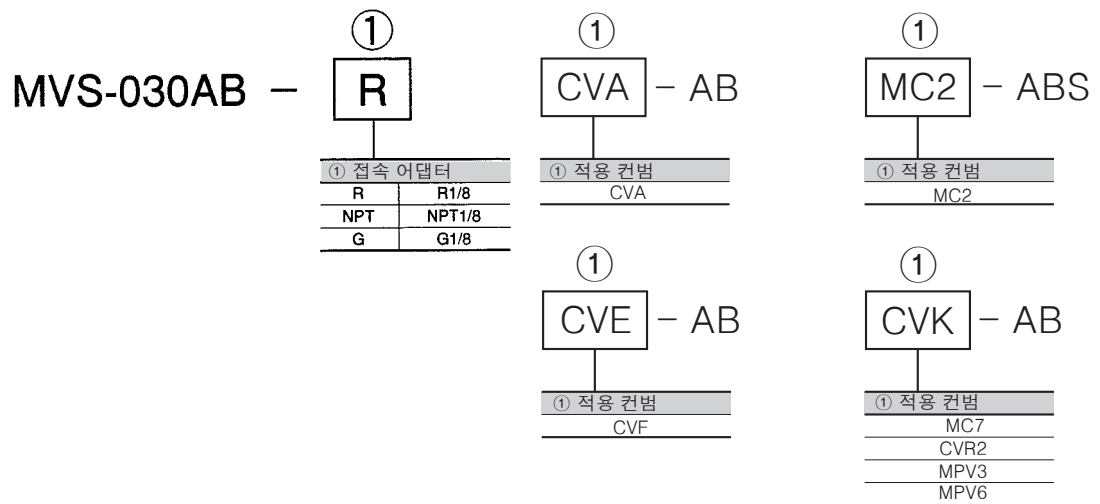 ①
MVS-030AB – R
① 접속 어댑터
R R1/8
NPT NPT1/8
G G1/8
①
CVA – AB
① 적용 컨범
CVA
①
MC2 – ABS
① 적용 컨범
MC2
①
CVE – AB
① 적용 컨범
CVF
①
CVK – AB
① 적용 컨범
MC7
CVR2
MPV3
MPV6